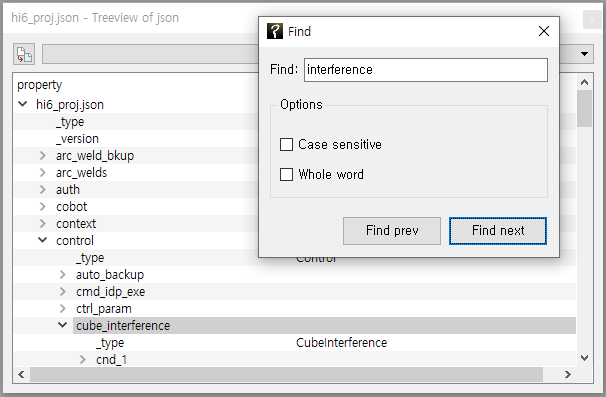 hi6_proj.json - Treeview of json
property
hi6_proj.json
_type
_version
arc_weld_bkup
arc_welds
auth
cobot
context
control
_type Control
auto_backup
cmd_idp_exe
ctrl_param
cube_interference
_type CubeInterference
cnd_1
Find
Find: interference
Options
Case sensitive
Whole word
Find prev Find next